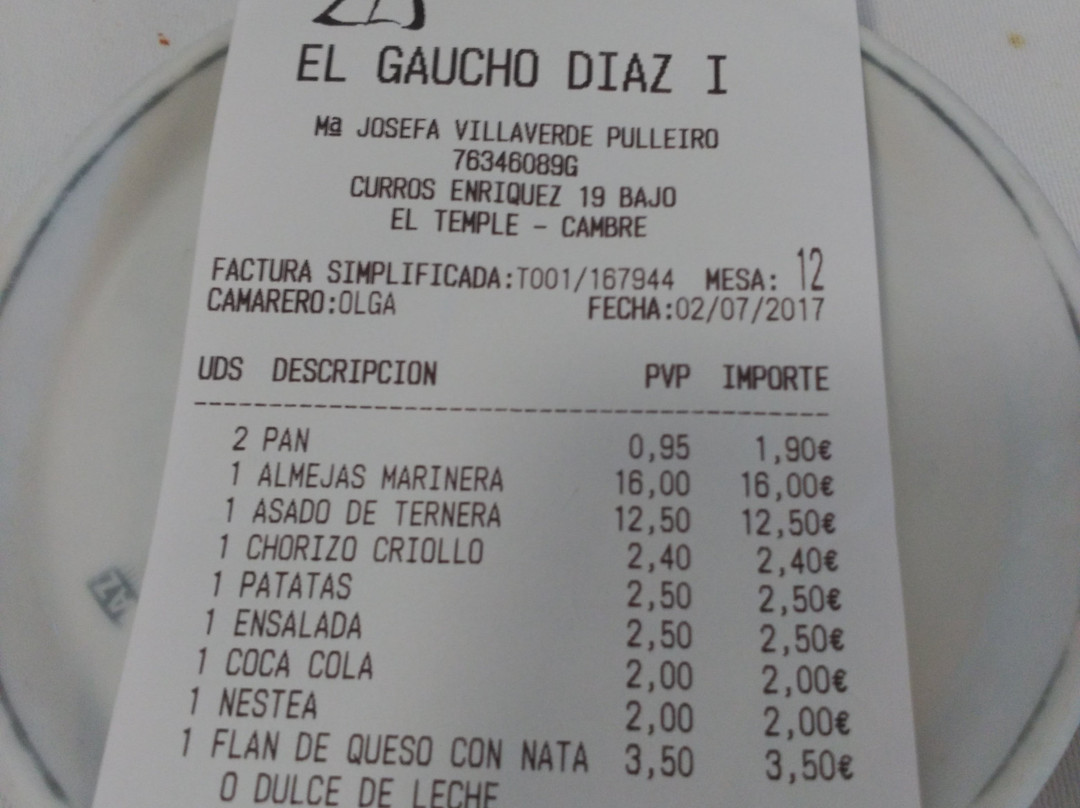 EL GAUCHO DIAZ I
Mª JOSEFA VILLAVERDE PULLEIRO
76346089G
CURROS ENRIQUEZ 19 BAJO
EL TEMPLE - CAMBRE
FACTURA SIMPLIFICADA:T001/167944 MESA: 12
CAMARERO:OLGA FECHA:02/07/2017
UDS DESCRIPCION PVP IMPORTE
2 PAN 0,95 1,90€
1 ALMEJAS MARINERA 16,00 16,00€
1 ASADO DE TERNERA 12,50 12,50€
1 CHORIZO CRIOLLO 2,40 2,40€
1 PATATAS 2,50 2,50€
1 ENSALADA 2,50 2,50€
1 COCA COLA 2,00 2,00€
1 NESTEA 2,00 2,00€
1 FLAN DE QUESO CON NATA 3,50 3,50€
O DULCE DE LECHE